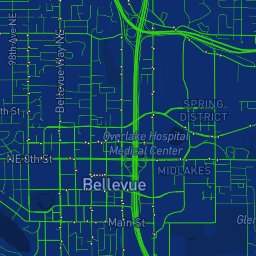 98th Ave NE
Bellevue Way NE
SPRING
DISTRICT
h St
Overlake Hospital
Medical Center
NE 8th St
MIDLAKES
Bellevue
Main St
Glen